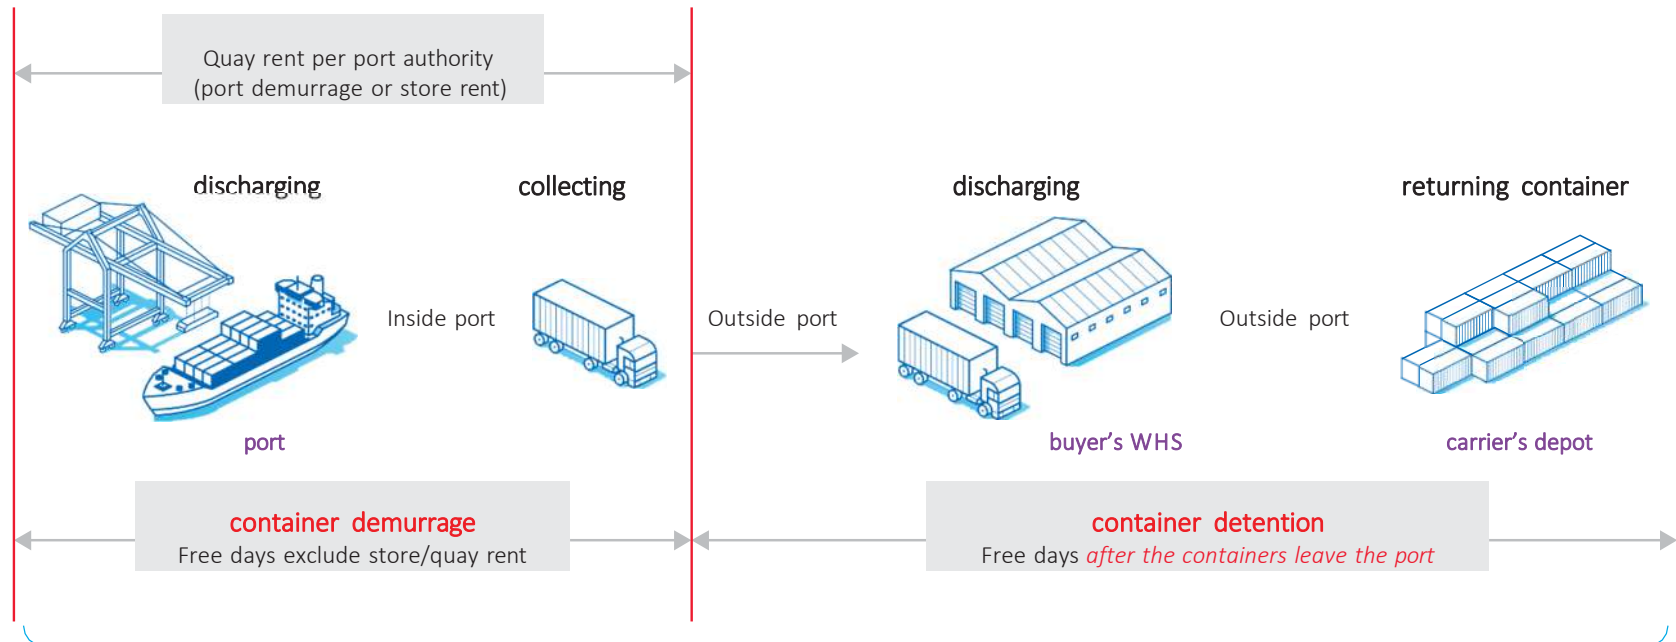 Quay rent per port authority
(port demurrage or store rent)
discharging
collecting
discharging
returning container
Inside port
Outside port
Outside port
port
buyer's WHS
carrier's depot
container demurrage
Free days exclude store/quay rent
container detention
Free days after the containers leave the port